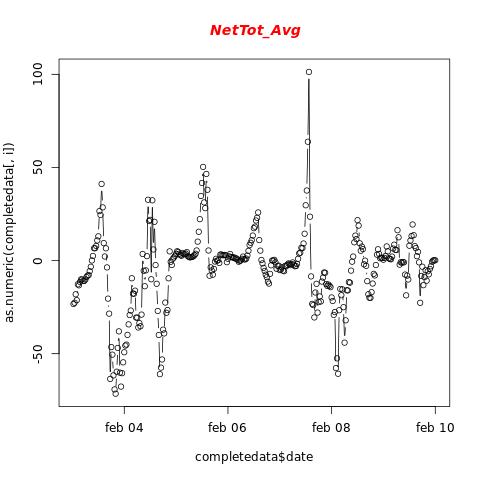 NetTot_Avg
as.numeric(completedata[, i])
100
50
0
-50
feb 04
feb 06
feb 08
feb 10
completedata$date